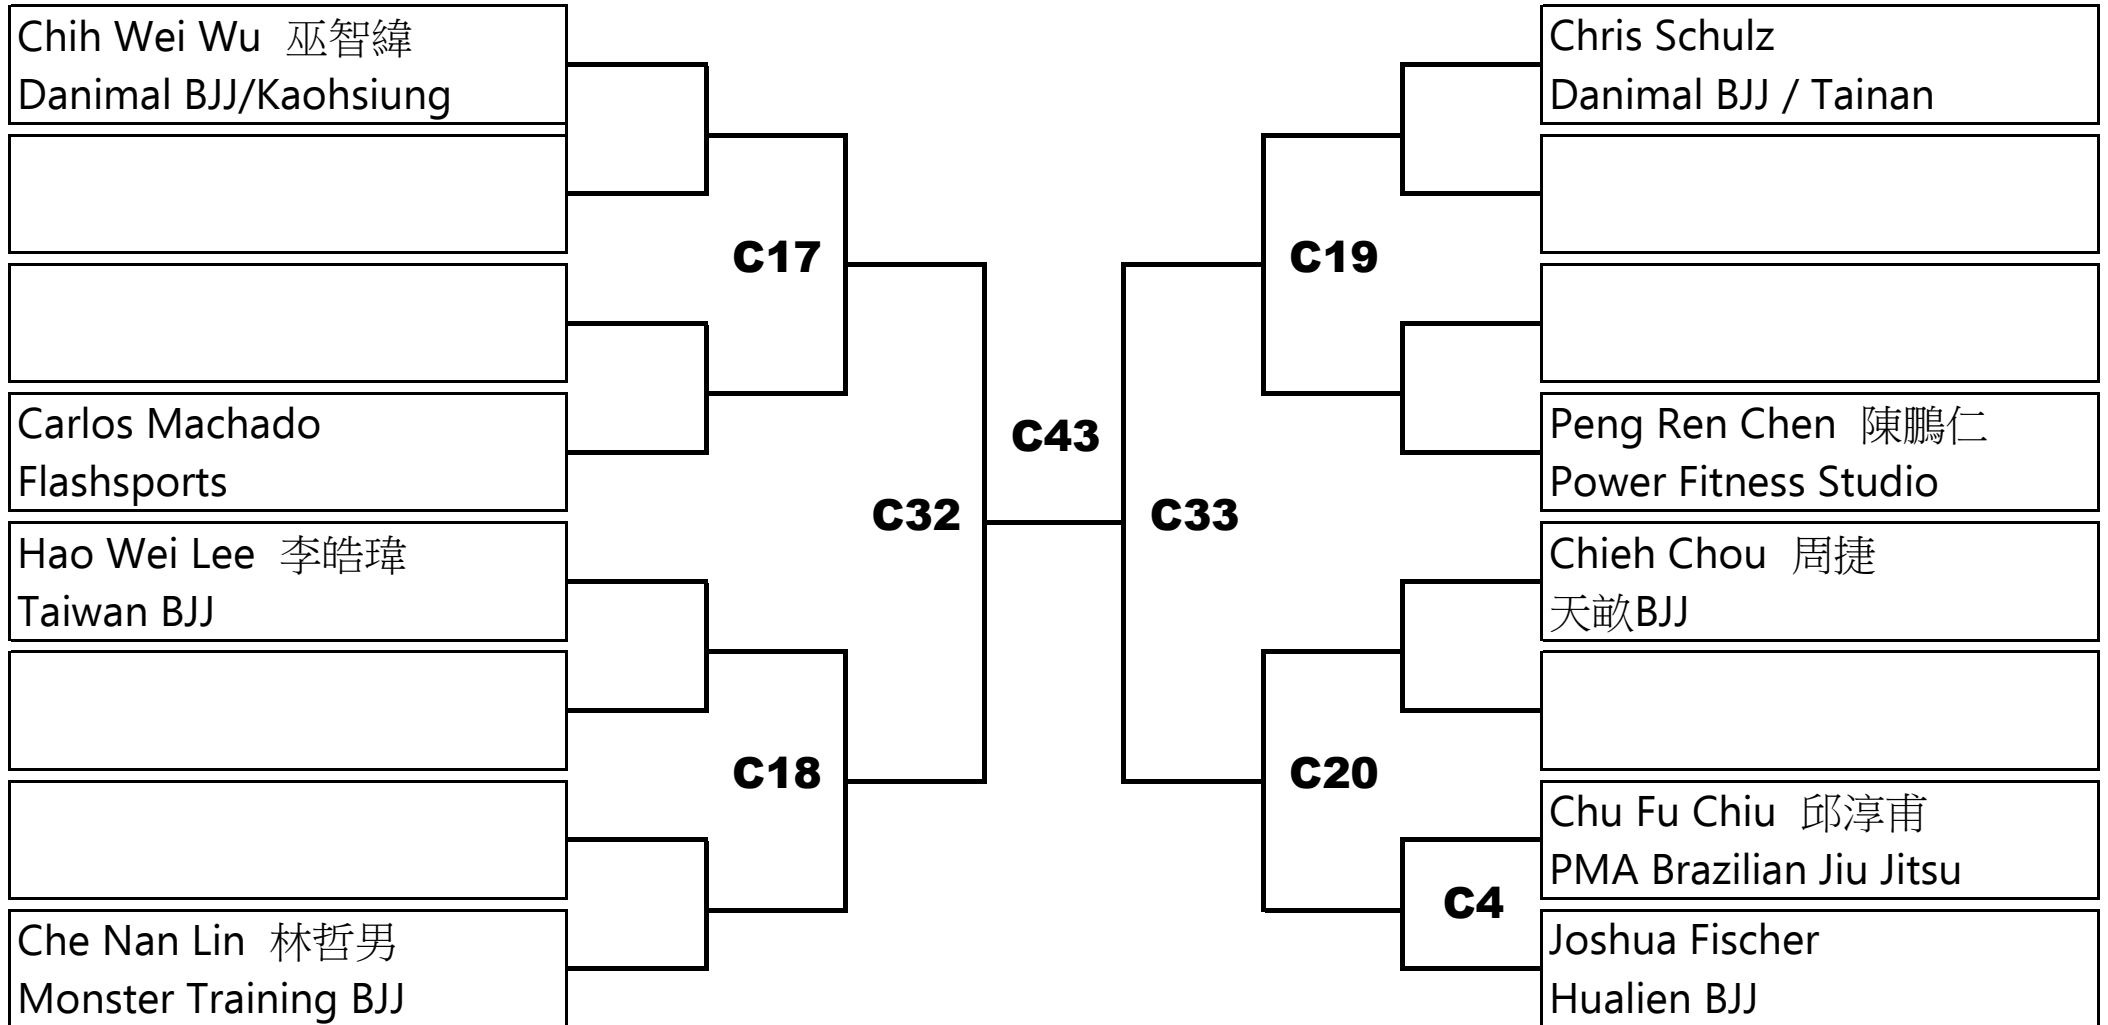 Chih Wei Wu 巫智緯
Danimal BJJ/Kaohsiung
Carlos Machado
Flashsports
Hao Wei Lee 李皓瑋
Taiwan BJJ
Che Nan Lin 林哲男
Monster Training BJJ
C17
C18
C32
C43
C33
C19
C20
C4
Chris Schulz
Danimal BJJ / Tainan
Peng Ren Chen 陳鵬仁
Power Fitness Studio
Chieh Chou 周捷
天畝BJJ
Chu Fu Chiu 邱淳甫
PMA Brazilian Jiu Jitsu
Joshua Fischer
Hualien BJJ